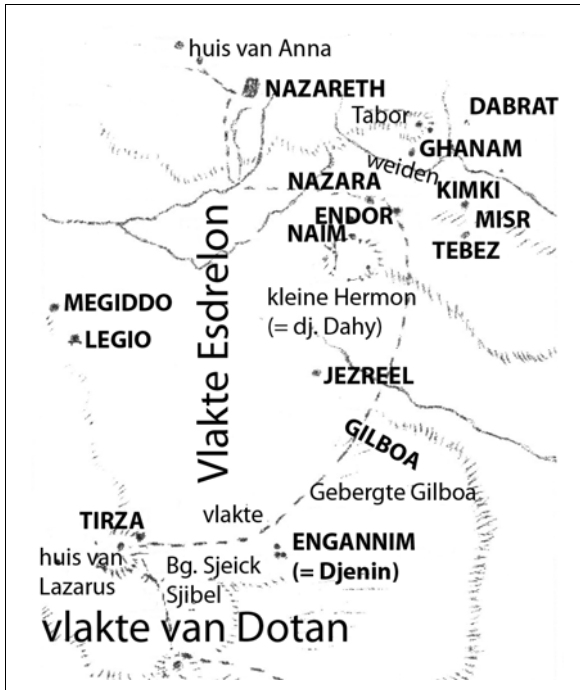 huis van Anna
NAZARETH
Tabor
DABRAT
GHANAM
weiden
NAZARA
KIMKI
ENDOR
MISR
NAÏM
TEBEZ
kleine Hermon
(= dj. Dahy)
MEGIDDO
LEGIO
Vlakte Esdrelon
JEZREEL
GILBOA
Gebergte Gilboa
TIRZA
vlakte
huis van
Lazarus
Bg. Sjeick
Sjibel
ENGANNIM
(= Djenin)
vlakte van Dotan